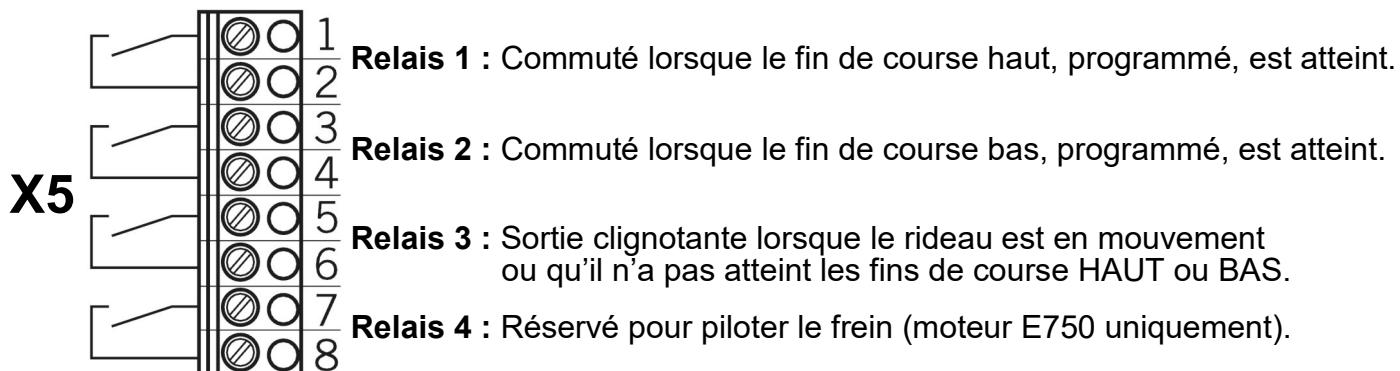 1
Relais 1 : Commuté lorsque le fin de course haut, programmé, est atteint.
2
3
Relais 2 : Commuté lorsque le fin de course bas, programmé, est atteint.
4
X5
5
Relais 3 : Sortie clignotante lorsque le rideau est en mouvement
ou qu’il n’a pas atteint les fins de course HAUT ou BAS.
6
7
Relais 4 : Réservé pour piloter le frein (moteur E750 uniquement).
8